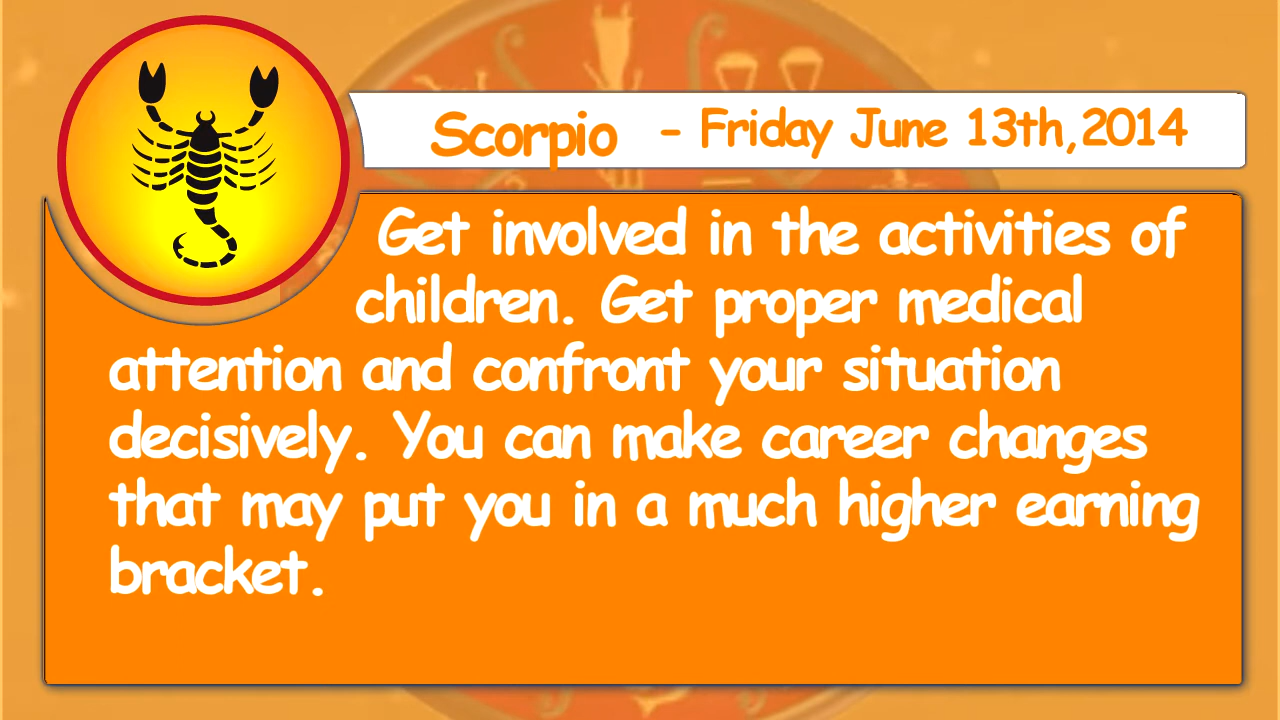 Scorpio - Friday June 13th,2014
Get involved in the activities of
children. Get proper medical
attention and confront your situation
decisively. You can make career changes
that may put you in a much higher earning
bracket.